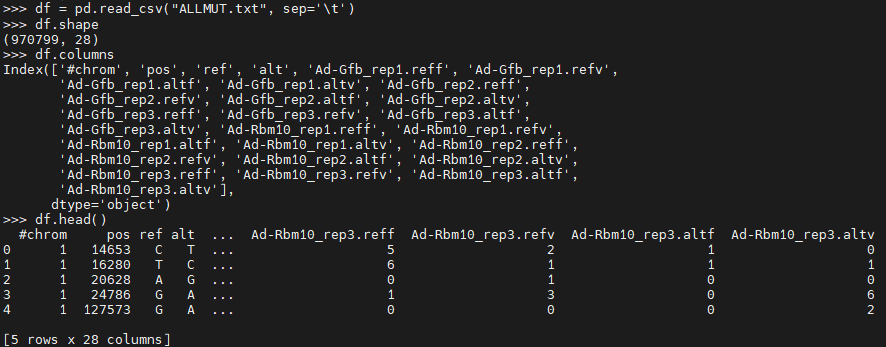 >>> df = pd.read_csv("ALLMUT.txt", sep='\t')
>>> df.shape
(970799, 28)
>>> df.columns
Index(['#chrom', 'pos', 'ref', 'alt', 'Ad-Gfb_rep1.reff', 'Ad-Gfb_rep1.refv',
       'Ad-Gfb_rep1.altf', 'Ad-Gfb_rep1.altv', 'Ad-Gfb_rep2.reff',
       'Ad-Gfb_rep2.refv', 'Ad-Gfb_rep2.altf', 'Ad-Gfb_rep2.altv',
       'Ad-Gfb_rep3.reff', 'Ad-Gfb_rep3.refv', 'Ad-Gfb_rep3.altf',
       'Ad-Gfb_rep3.altv', 'Ad-Rbm10_rep1.reff', 'Ad-Rbm10_rep1.refv',
       'Ad-Rbm10_rep1.altf', 'Ad-Rbm10_rep1.altv', 'Ad-Rbm10_rep2.reff',
       'Ad-Rbm10_rep2.refv', 'Ad-Rbm10_rep2.altf', 'Ad-Rbm10_rep2.altv',
       'Ad-Rbm10_rep3.reff', 'Ad-Rbm10_rep3.refv', 'Ad-Rbm10_rep3.altf',
       'Ad-Rbm10_rep3.altv'],
      dtype='object')
>>> df.head()
  #chrom     pos ref alt  ...  Ad-Rbm10_rep3.reff  Ad-Rbm10_rep3.refv  Ad-Rbm10_rep3.altf  Ad-Rbm10_rep3.altv
0      1   14653   C   T  ...                   5                   2                   1                   0
1      1   16280   T   C  ...                   6                   1                   1                   1
2      1   20628   A   G  ...                   0                   1                   0                   0
3      1   24786   G   A  ...                   1                   3                   0                   6
4      1  127573   G   A  ...                   0                   0                   0                   2
[5 rows x 28 columns]